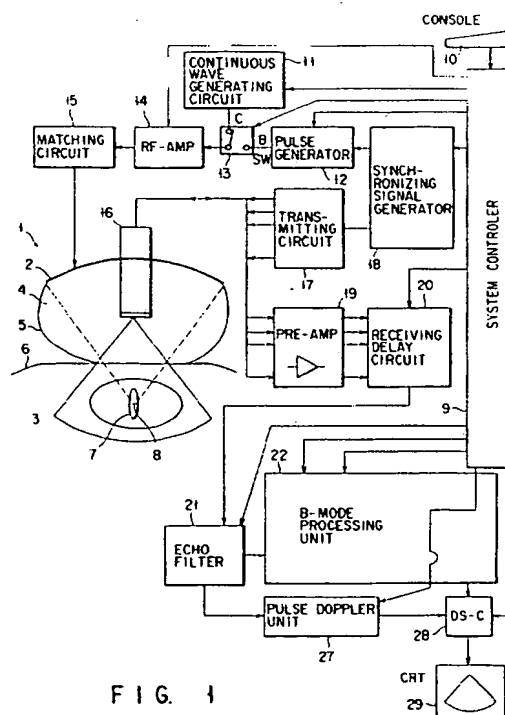 CONSOLE
10
CONTINUOUS
WAVE
GENERATING
CIRCUIT
11
15
MATCHING
CIRCUIT
14
RF-AMP
C
B
SW
13
PULSE
GENERATOR
12
SYNCHRO-
NIZING
SIGNAL
GENERATOR
18
16
TRANS-
MITTING
CIRCUIT
17
1
2
4
5
6
3
7
8
19
PRE-AMP
20
RECEIVING
DELAY
CIRCUIT
SYSTEM CONTROLER
9
22
B-MODE
PROCESSING
UNIT
21
ECHO
FILTER
PULSE DOPPLER
UNIT
27
DS-C
28
CRT
29
FIG. 1